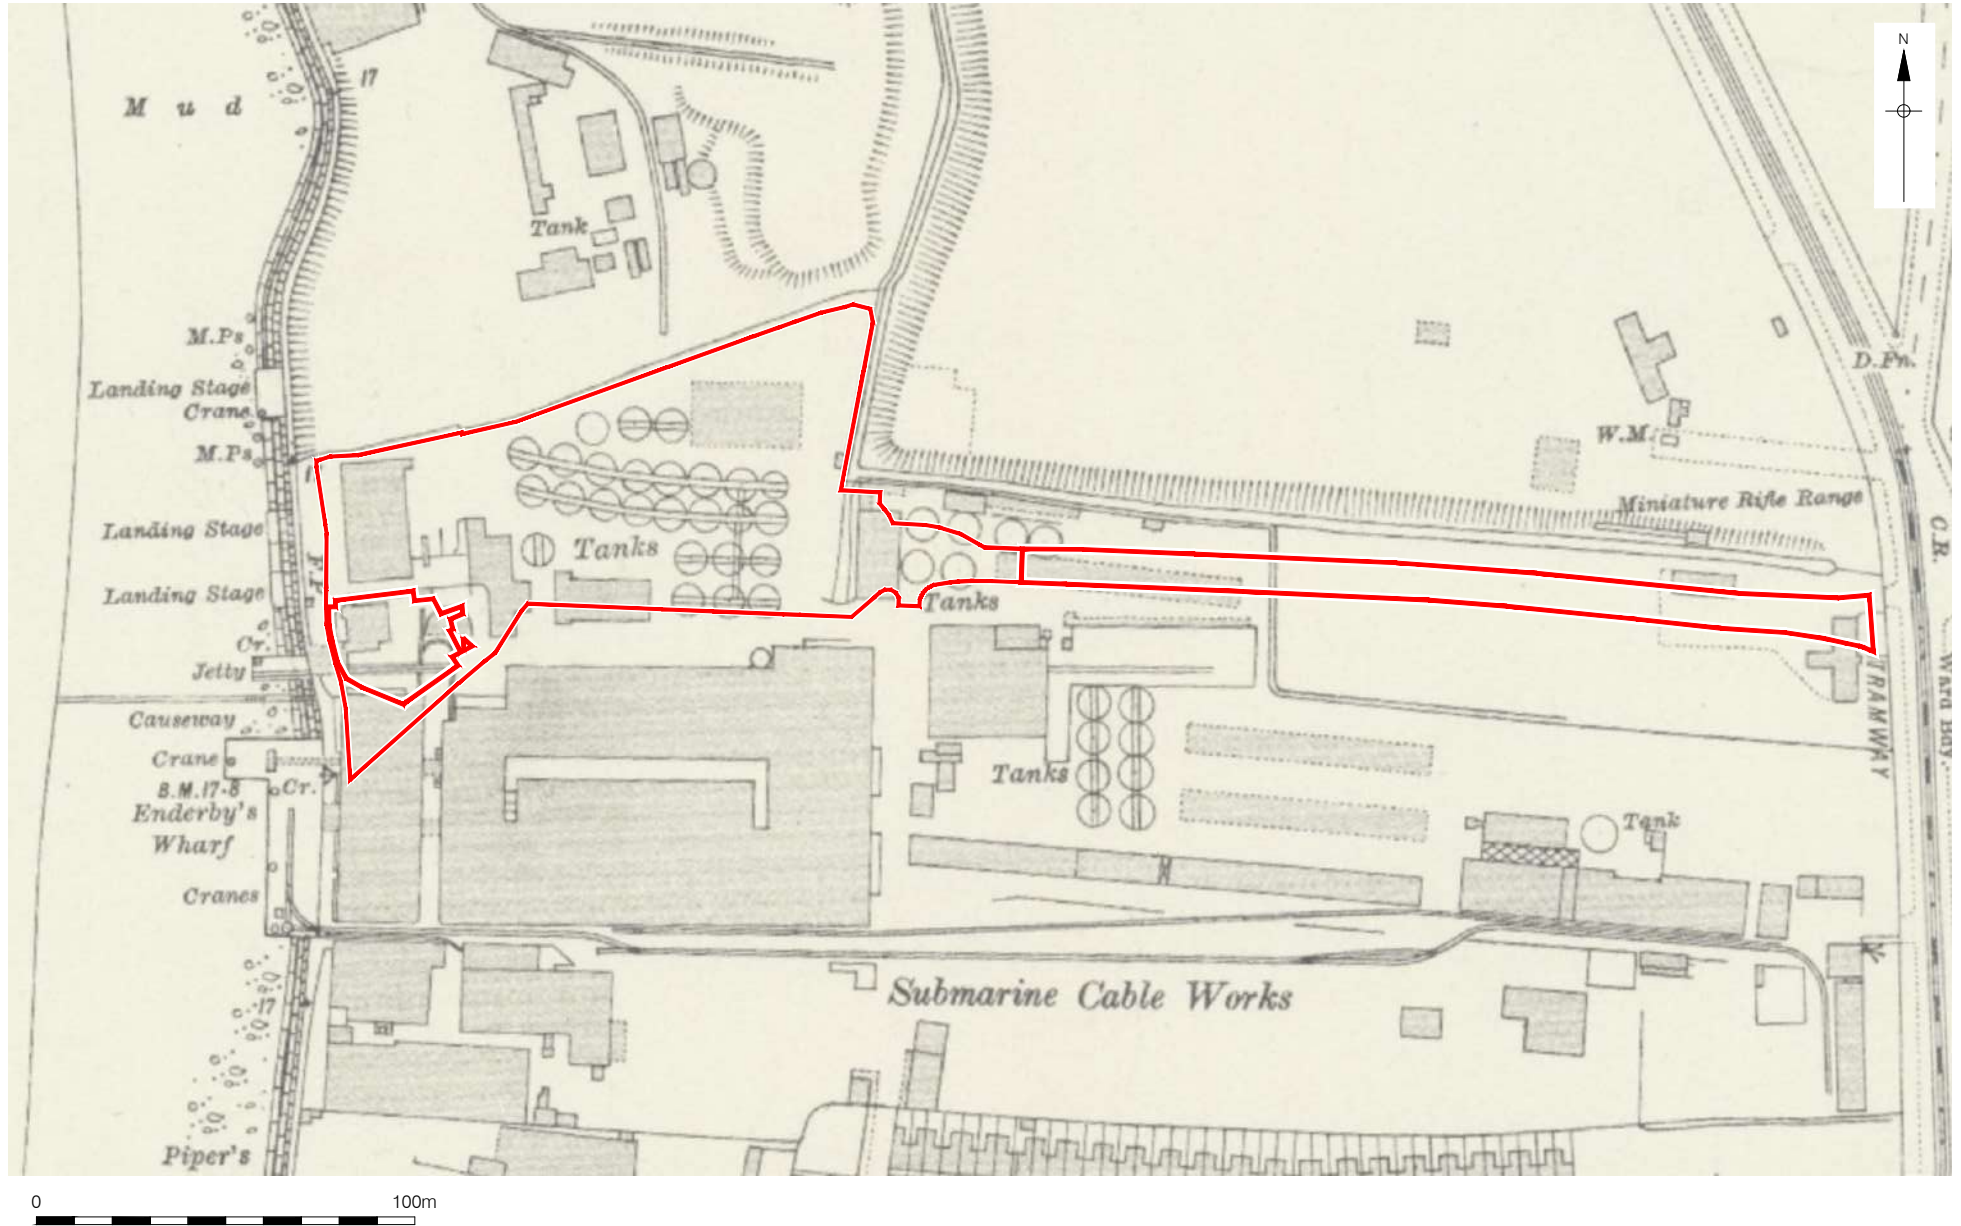 N
17
M u d
Tank
M.Ps
Landing Stage
Crane
M.Ps
D.Fn.
W.M.
Miniature Rifle Range
Landing Stage
F.P.
Tanks
C.R.
Landing Stage
Tanks
Cr.
Jetty
TRAMWAY
Ward Bdy.
Causeway
Crane
Tanks
B.M.17·8
Cr.
Enderby's
Wharf
Tank
Cranes
Submarine Cable Works
17
Piper's
0 100m